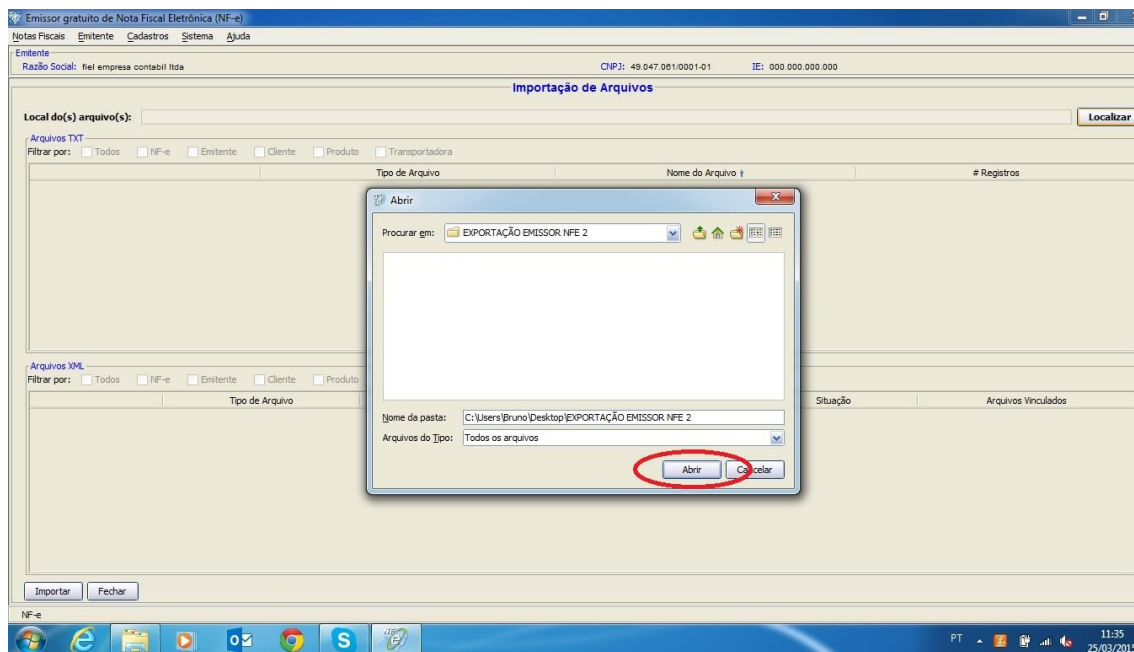 Emissor gratuito de Nota Fiscal Eletrônica (NF-e)
Notas Fiscais Emitente Cadastros Sistema Ajuda
Emitente
Razão Social: fiel empresa contabil ltda CNPJ: 49.047.061/0001-01 IE: 000.000.000.000
Importação de Arquivos
Local do(s) arquivo(s): Localizar
Arquivos TXT
Filtrar por: Todos NF-e Emitente Cliente Produto Transportadora
Tipo de Arquivo Nome do Arquivo # Registros
Abrir
Procurar em: EXPORTAÇÃO EMISSOR NFE 2
Arquivos XML
Filtrar por: Todos NF-e Emitente Cliente Produto
Tipo de Arquivo Situação Arquivos Vinculados
Nome da pasta: C:\Users\Bruno\Desktop\EXPORTAÇÃO EMISSOR NFE 2
Arquivos do Tipo: Todos os arquivos
Abrir Cancelar
Importar Fechar
NF-e
PT 11:35
25/03/2015